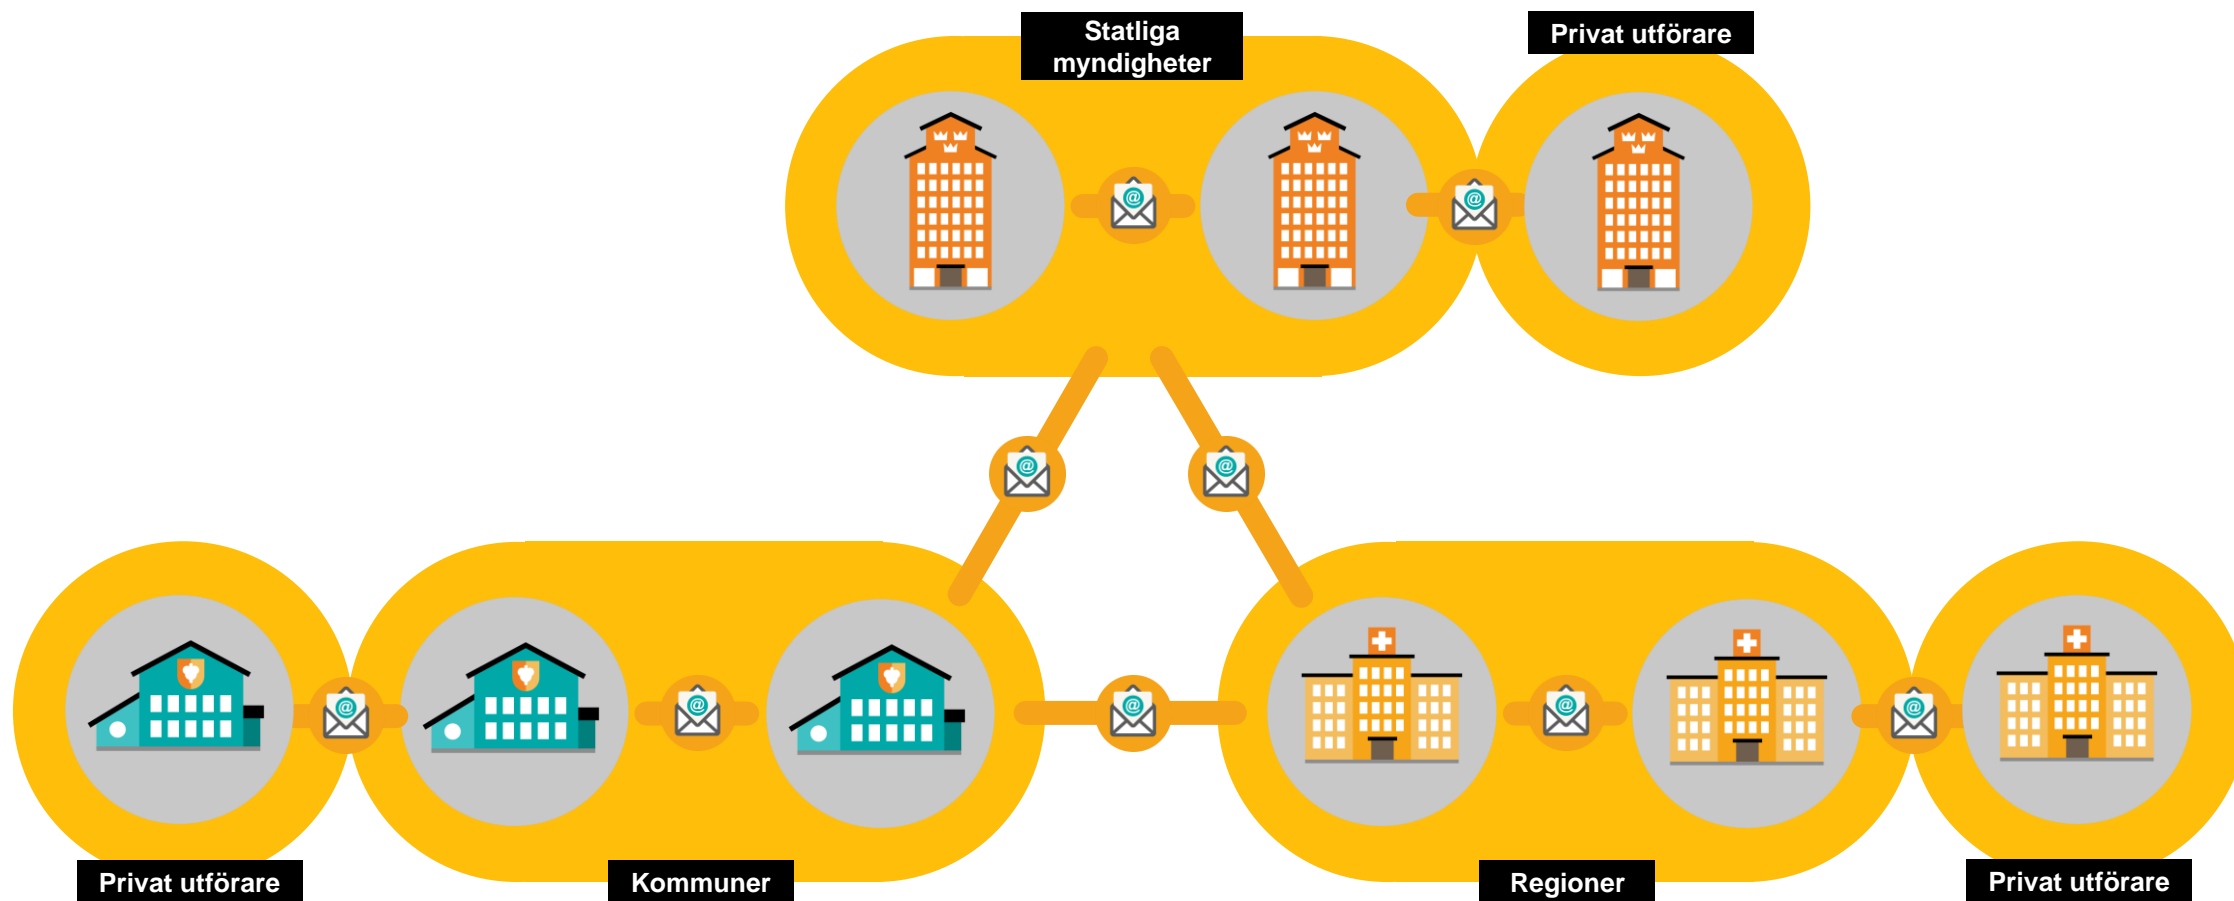 Statliga
myndigheter
Privat utförare
@
@
@
@
@
@
@
@
@
Privat utförare
Kommuner
Regioner
Privat utförare